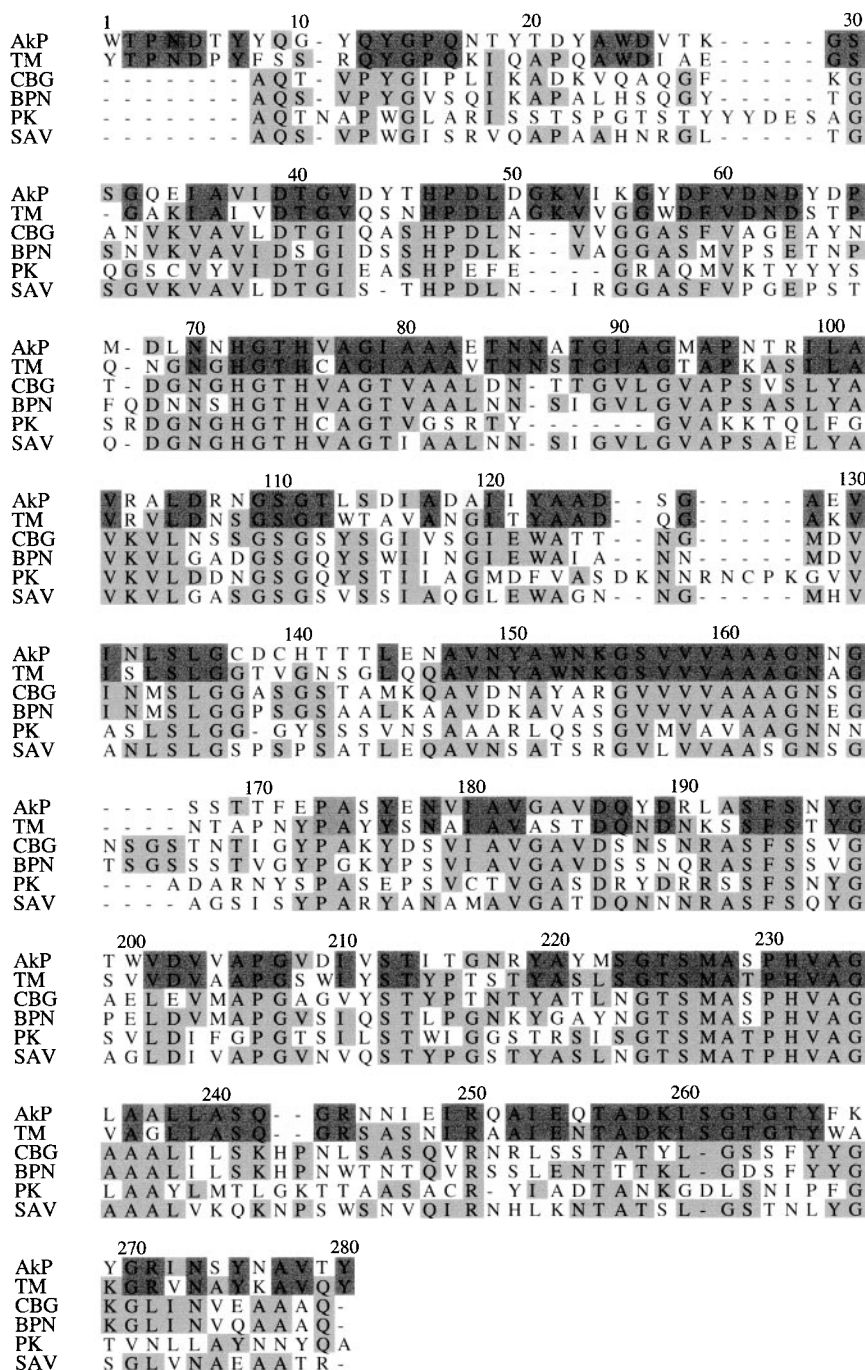 1 10 20 30
AkP W T P N D T Y Y Q G - Y Q Y G P Q N T Y T D Y A W D V T K - - - - - G S
TM Y T P N D P Y F S S - R Q Y G P Q K I Q A P Q A W D I A E - - - - - G S
CBG - - - - - - - A Q T - V P Y G I P L I K A D K V Q A Q G F - - - - - K G
BPN - - - - - - - A Q S - V P Y G V S Q I K A P A L H S Q G Y - - - - - T G
PK - - - - - - - A Q T N A P W G L A R I S S T S P G T S T Y Y Y D E S A G
SAV - - - - - - - A Q S - V P W G I S R V Q A P A A H N R G L - - - - - T G
40 50 60
AkP S G Q E I A V I D T G V D Y T H P D L D G K V I K G Y D F V D N D Y D P
TM - G A K I A I V D T G V Q S N H P D L A G K V V G G W D F V D N D S T P
CBG A N V K V A V L D T G I Q A S H P D L K - - V V G G A S F V A G E A Y N
BPN S N V K V A V I D S G I D S S H P D L K - - V A G G A S M V P S E T N P
PK Q G S C V Y V I D T G I E A S H P E F E - - - - G R A Q M V K T Y Y Y S
SAV S G V K V A V L D T G I S - T H P D L N - - I R G G A S F V P G E P S T
70 80 90 100
AkP M - D L N N H G T H V A G I A A A E T N N A T G I A G M A P N T R I L A
TM Q - N G N G H G T H C A G I A A A V T N N S T G I A G T A P K A S I L A
CBG T - D G N G H G T H V A G T V A A L D N - T T G V L G V A P S V S L Y A
BPN F Q D N N S H G T H V A G T V A A L N N - S I G V L G V A P S A S L Y A
PK S R D G N G H G T H C A G T V G S R T Y - - - - - G V A K K T Q L F G
SAV Q - D G N G H G T H V A G T I A A L N N - S I G V L G V A P S A E L Y A
110 120 130
AkP V R A L D R N G S G T L S D I A D A I I Y A A D - - S G - - - - - A E V
TM V R V L D N S G S G T W T A V A N G I T Y A A D - - Q G - - - - - A K V
CBG V K V L N S S G S G S Y S G I V S G I E W A T T - - N G - - - - - M D V
BPN V K V L G A D G S G Q Y S W I I N G I E W A I A - - N N - - - - - M D V
PK V K V L D D N G S G Q Y S T I I A G M D F V A S D K N N R N C P K G V V
SAV V K V L G A S G S G S V S S I A Q G L E W A G N - - N G - - - - - M H V
140 150 160
AkP I N L S L G C D C H T T T L E N A V N Y A W N K G S V V V A A A G N N G
TM I S L S L G G T V G N S G L Q Q A V N Y A W N K G S V V V A A A G N A G
CBG I N M S L G G A S G S T A M K Q A V D N A Y A R G V V V V A A A G N S G
BPN I N M S L G G P S G S A A L K A A V D K A V A S G V V V V A A A G N E G
PK A S L S L G G - G Y S S S V N S A A A R L Q S S G V M V A V A A G N N N
SAV A N L S L G S P S P S A T L E Q A V N S A T S R G V L V V A A S G N S G
170 180 190
AkP - - - - S S T T F E P A S Y E N V I A V G A V D Q Y D R L A S F S N Y G
TM - - - - N T A P N Y P A Y Y S N A I A V A S T D Q N D N K S S F S T Y G
CBG N S G S T N T I G Y P A K Y D S V I A V G A V D S N S N R A S F S S V G
BPN T S G S S S T V G Y P G K Y P S V I A V G A V D S S N Q R A S F S S V G
PK - - - A D A R N Y S P A S E P S V C T V G A S D R Y D R R S S F S N Y G
SAV - - - - A G S I S Y P A R Y A N A M A V G A T D Q N N N R A S F S Q Y G
200 210 220 230
AkP T W V D V V A P G V D I V S T I T G N R Y A Y M S G T S M A S P H V A G
TM S V V D V A A P G S W I Y S T Y P T S T Y A S L S G T S M A T P H V A G
CBG A E L E V M A P G A G V Y S T Y P T N T Y A T L N G T S M A S P H V A G
BPN P E L D V M A P G V S I Q S T L P G N K Y G A Y N G T S M A S P H V A G
PK S V L D I F G P G T S I L S T W I G G S T R S I S G T S M A T P H V A G
SAV A G L D I V A P G V N V Q S T Y P G S T Y A S L N G T S M A T P H V A G
240 250 260
AkP L A A L L A S Q - - G R N N I E I R Q A I E Q T A D K I S G T G T Y F K
TM V A G L L A S Q - - G R S A S N I R A A I E N T A D K I S G T G T Y W A
CBG A A A L I L S K H P N L S A S Q V R N R L S S T A T Y L - G S S F Y Y G
BPN A A A L I L S K H P N W T N T Q V R S S L E N T T T K L - G D S F Y Y G
PK L A A Y L M T L G K T T A A S A C R - Y I A D T A N K G D L S N I P F G
SAV A A A L V K Q K N P S W S N V Q I R N H L K N T A T S L - G S T N L Y G
270 280
AkP Y G R I N S Y N A V T Y
TM K G R V N A Y K A V Q Y
CBG K G L I N V E A A A Q -
BPN K G L I N V Q A A A Q -
PK T V N L L A Y N N Y Q A
SAV S G L V N A E A A T R -